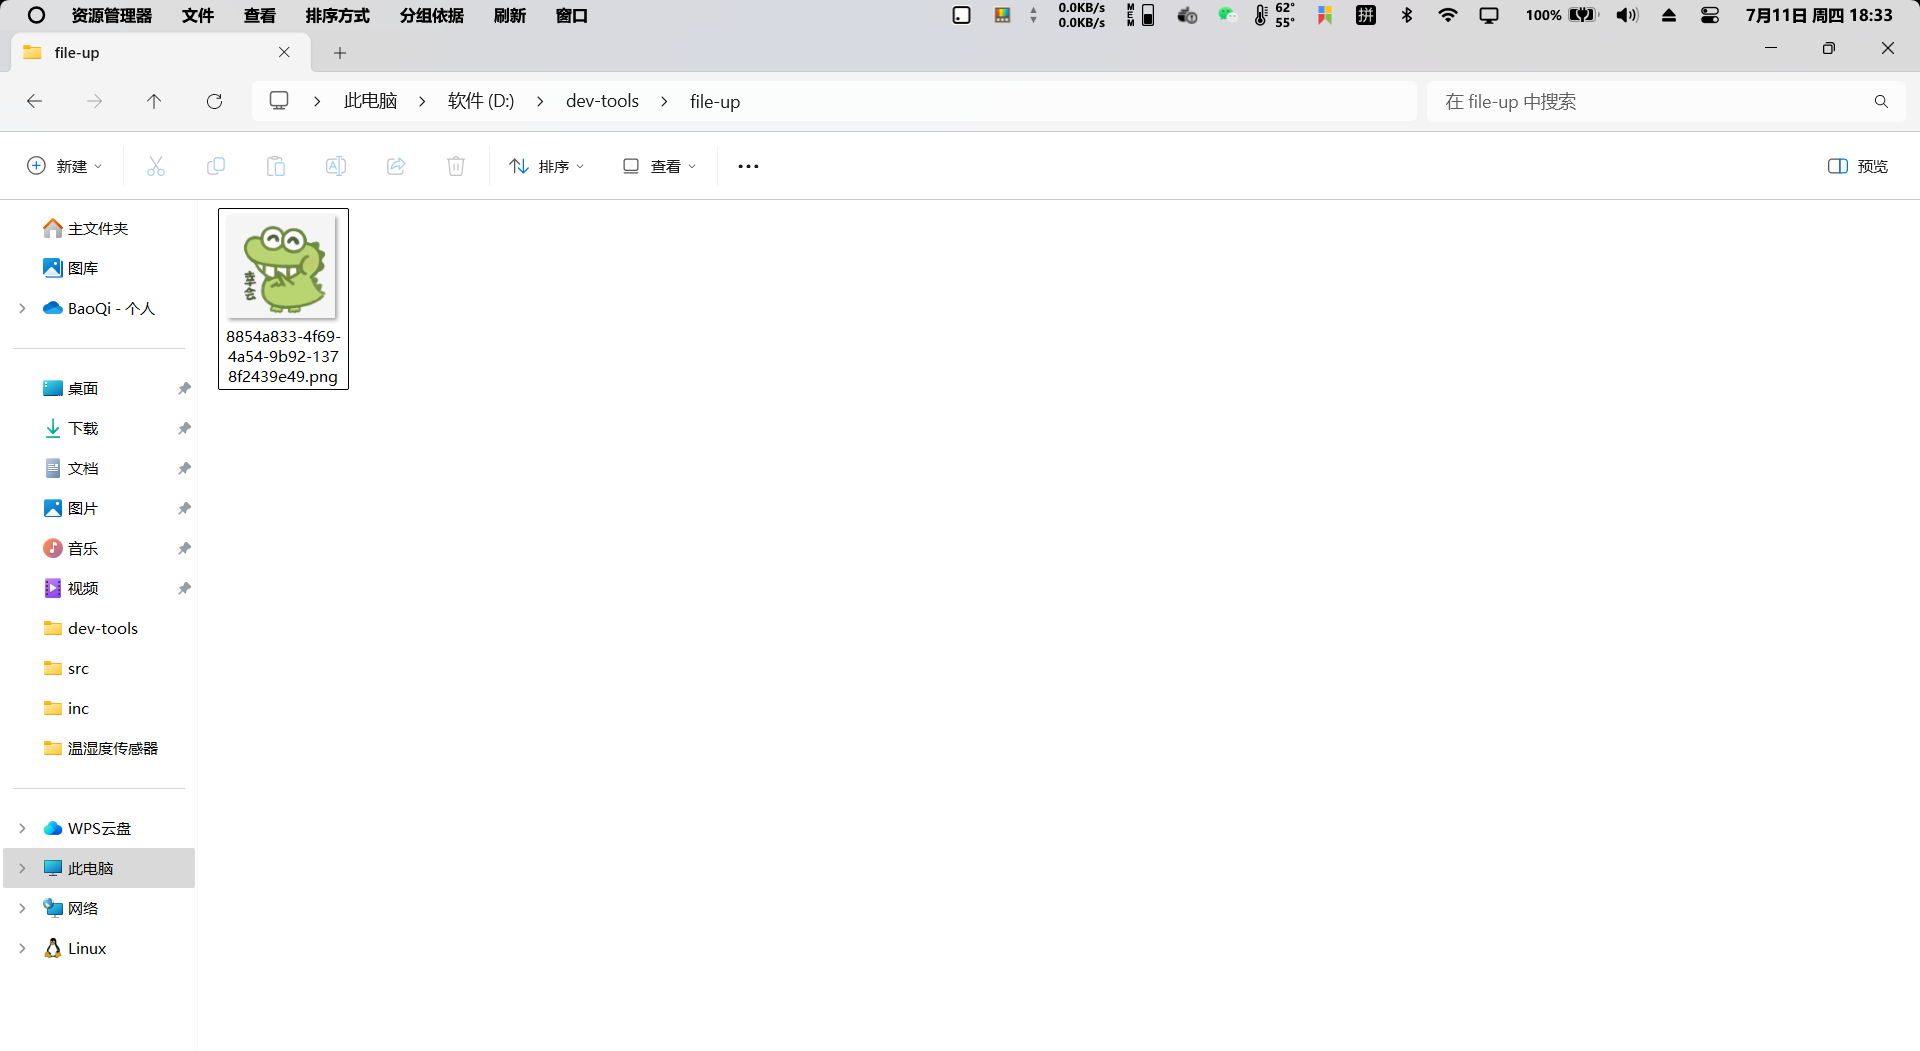 资源管理器 文件 查看 排序方式 分组依据 刷新 窗口 0.0KB/s 0.0KB/s MEM 62° 55° 拼 100% 7月11日 周四 18:33
file-up
此电脑 软件 (D:) dev-tools file-up 在 file-up 中搜索
新建 排序 查看 预览
主文件夹
图库
BaoQi - 个人
桌面
下载
文档
图片
音乐
视频
dev-tools
src
inc
温湿度传感器
WPS云盘
此电脑
网络
Linux
幸会
8854a833-4f69-
4a54-9b92-137
8f2439e49.png